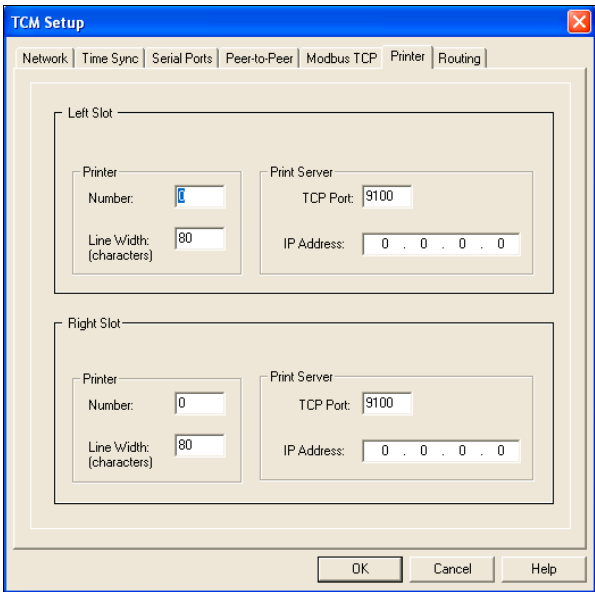 TCM Setup
Network Time Sync Serial Ports Peer-to-Peer Modbus TCP Printer Routing
Left Slot
Printer Print Server
Number: 0 TCP Port: 9100
Line Width: 80 IP Address: 0 . 0 . 0 . 0
(characters)
Right Slot
Printer Print Server
Number: 0 TCP Port: 9100
Line Width: 80 IP Address: 0 . 0 . 0 . 0
(characters)
OK Cancel Help